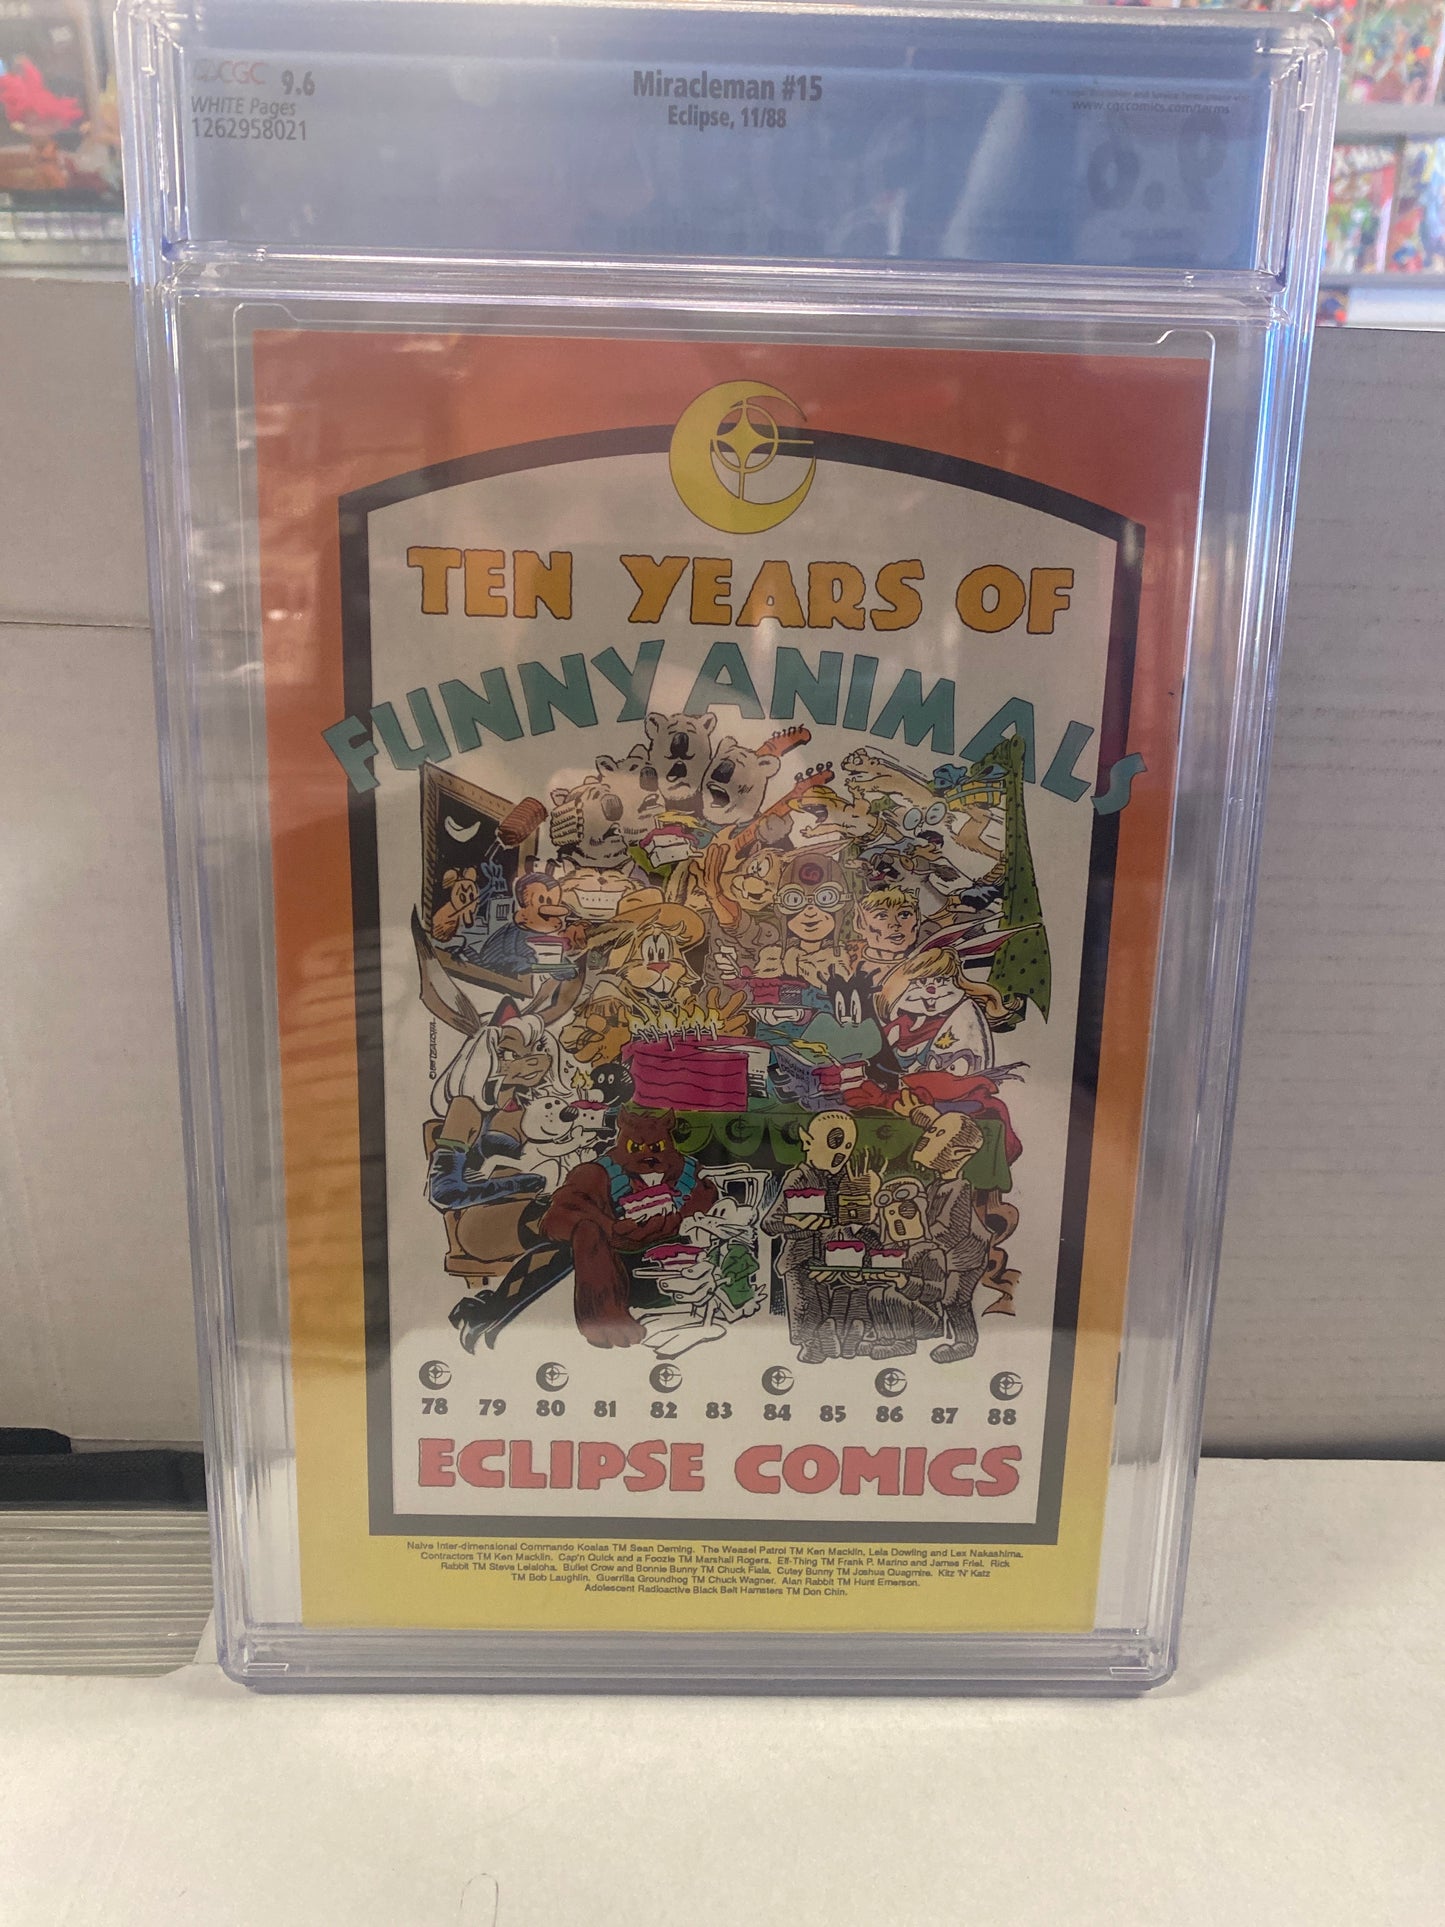 CGC 9.6
WHITE Pages
1262958021
Miracleman #15
Eclipse, 11/88
www.cgccomics.com/terms
9.6
TEN YEARS OF
FUNNY ANIMALS
78 79 80 81 82 83 84 85 86 87 88
ECLIPSE COMICS
Naive Inter-dimensional Commando Koalas TM Sean Deming. The Weasel Patrol TM Ken Macklin, Lela Dowling and Lex Nakashima.
Contractors TM Ken Macklin. Cap'n Quick and a Foozle TM Marshall Rogers. Elf-Thing TM Frank P. Marino and James Friel. Rick
Rabbit TM Steve Leialoha. Bullet Crow and Bonnie Bunny TM Chuck Fiala. Cutey Bunny TM Joshua Quagmire. Kitz 'N' Katz
TM Bob Laughlin. Guerrilla Groundhog TM Chuck Wagner. Alan Rabbit TM Hunt Emerson.
Adolescent Radioactive Black Belt Hamsters TM Don Chin.